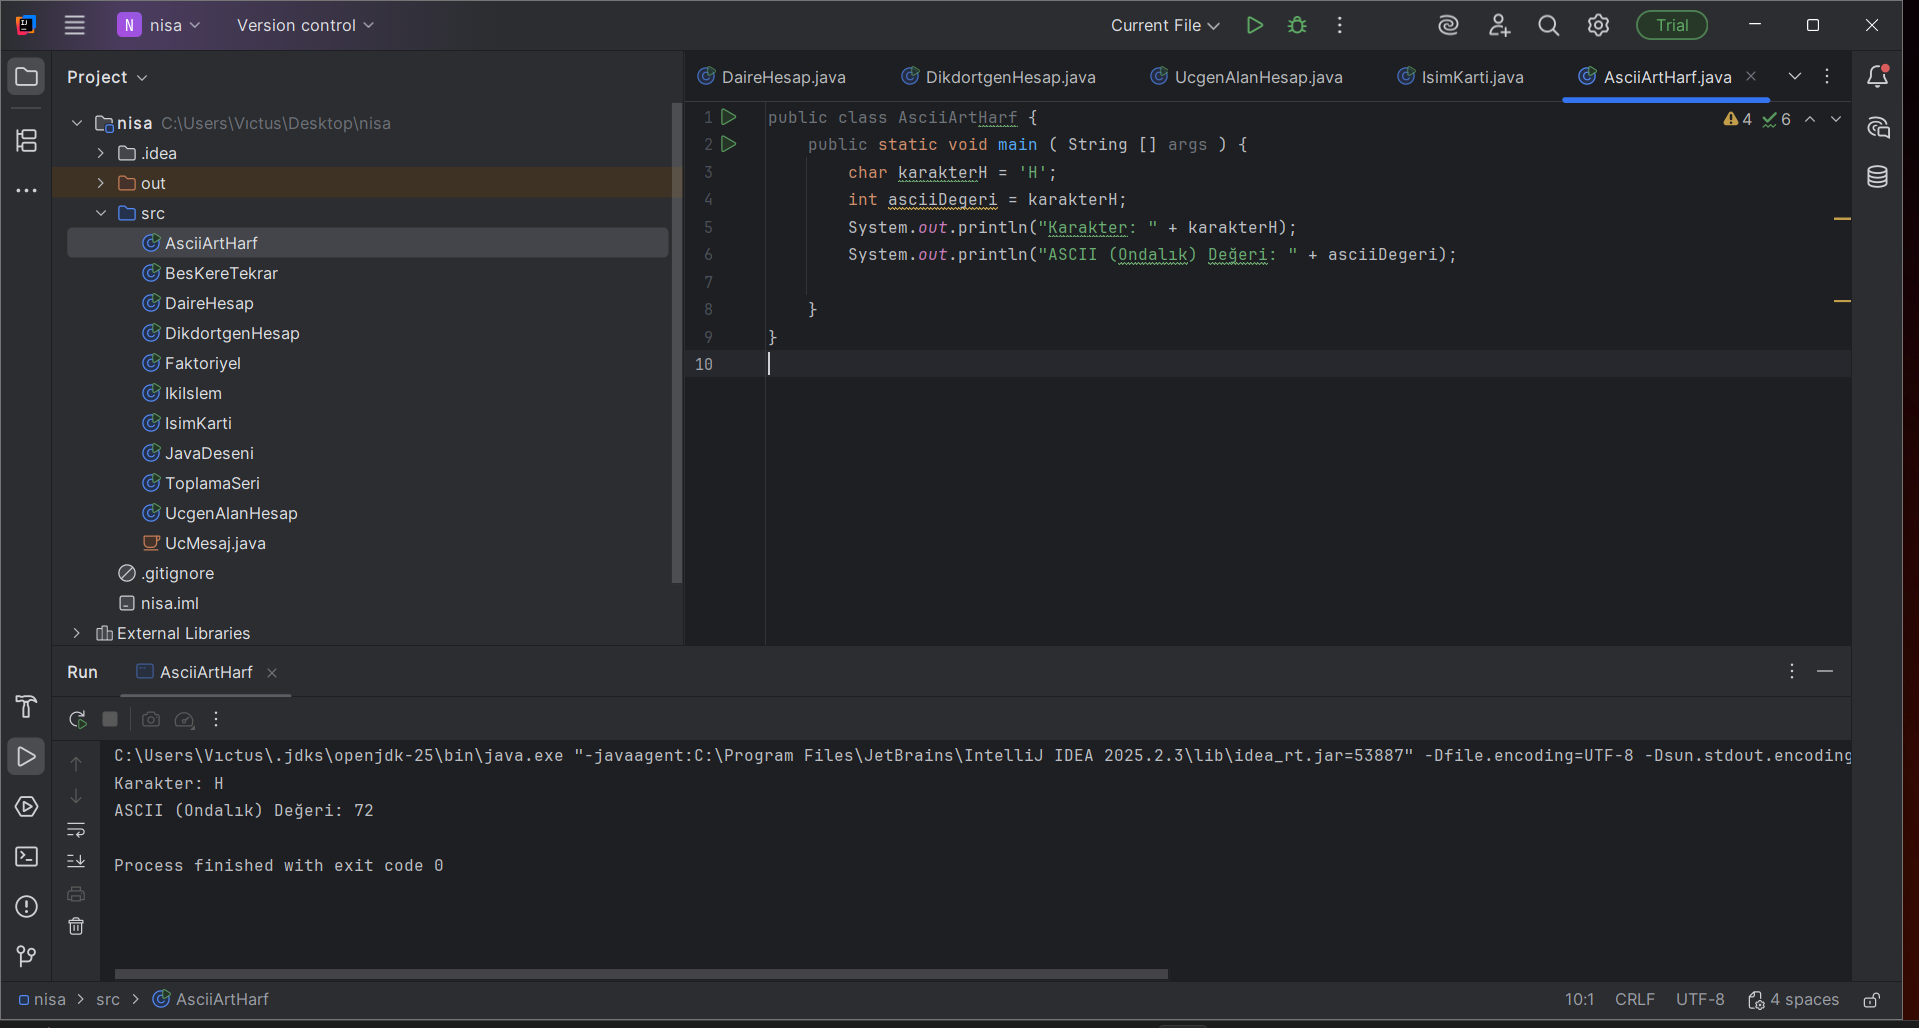 N nisa Version control Current File Trial
Project
DaireHesap.java DikdortgenHesap.java UcgenAlanHesap.java IsimKarti.java AsciiArtHarf.java
nisa C:\Users\Vıctus\Desktop\nisa
.idea
out
src
AsciiArtHarf
BesKereTekrar
DaireHesap
DikdortgenHesap
Faktoriyel
IkiIslem
IsimKarti
JavaDeseni
ToplamaSeri
UcgenAlanHesap
UcMesaj.java
.gitignore
nisa.iml
External Libraries
1 public class AsciiArtHarf {
4 6
2 public static void main ( String [] args ) {
3 char karakterH = 'H';
4 int asciiDegeri = karakterH;
5 System.out.println("Karakter: " + karakterH);
6 System.out.println("ASCII (Ondalık) Değeri: " + asciiDegeri);
7
8 }
9 }
10
Run AsciiArtHarf
C:\Users\Vıctus\.jdks\openjdk-25\bin\java.exe "-javaagent:C:\Program Files\JetBrains\IntelliJ IDEA 2025.2.3\lib\idea_rt.jar=53887" -Dfile.encoding=UTF-8 -Dsun.stdout.encoding
Karakter: H
ASCII (Ondalık) Değeri: 72
Process finished with exit code 0
nisa src AsciiArtHarf
10:1 CRLF UTF-8 4 spaces